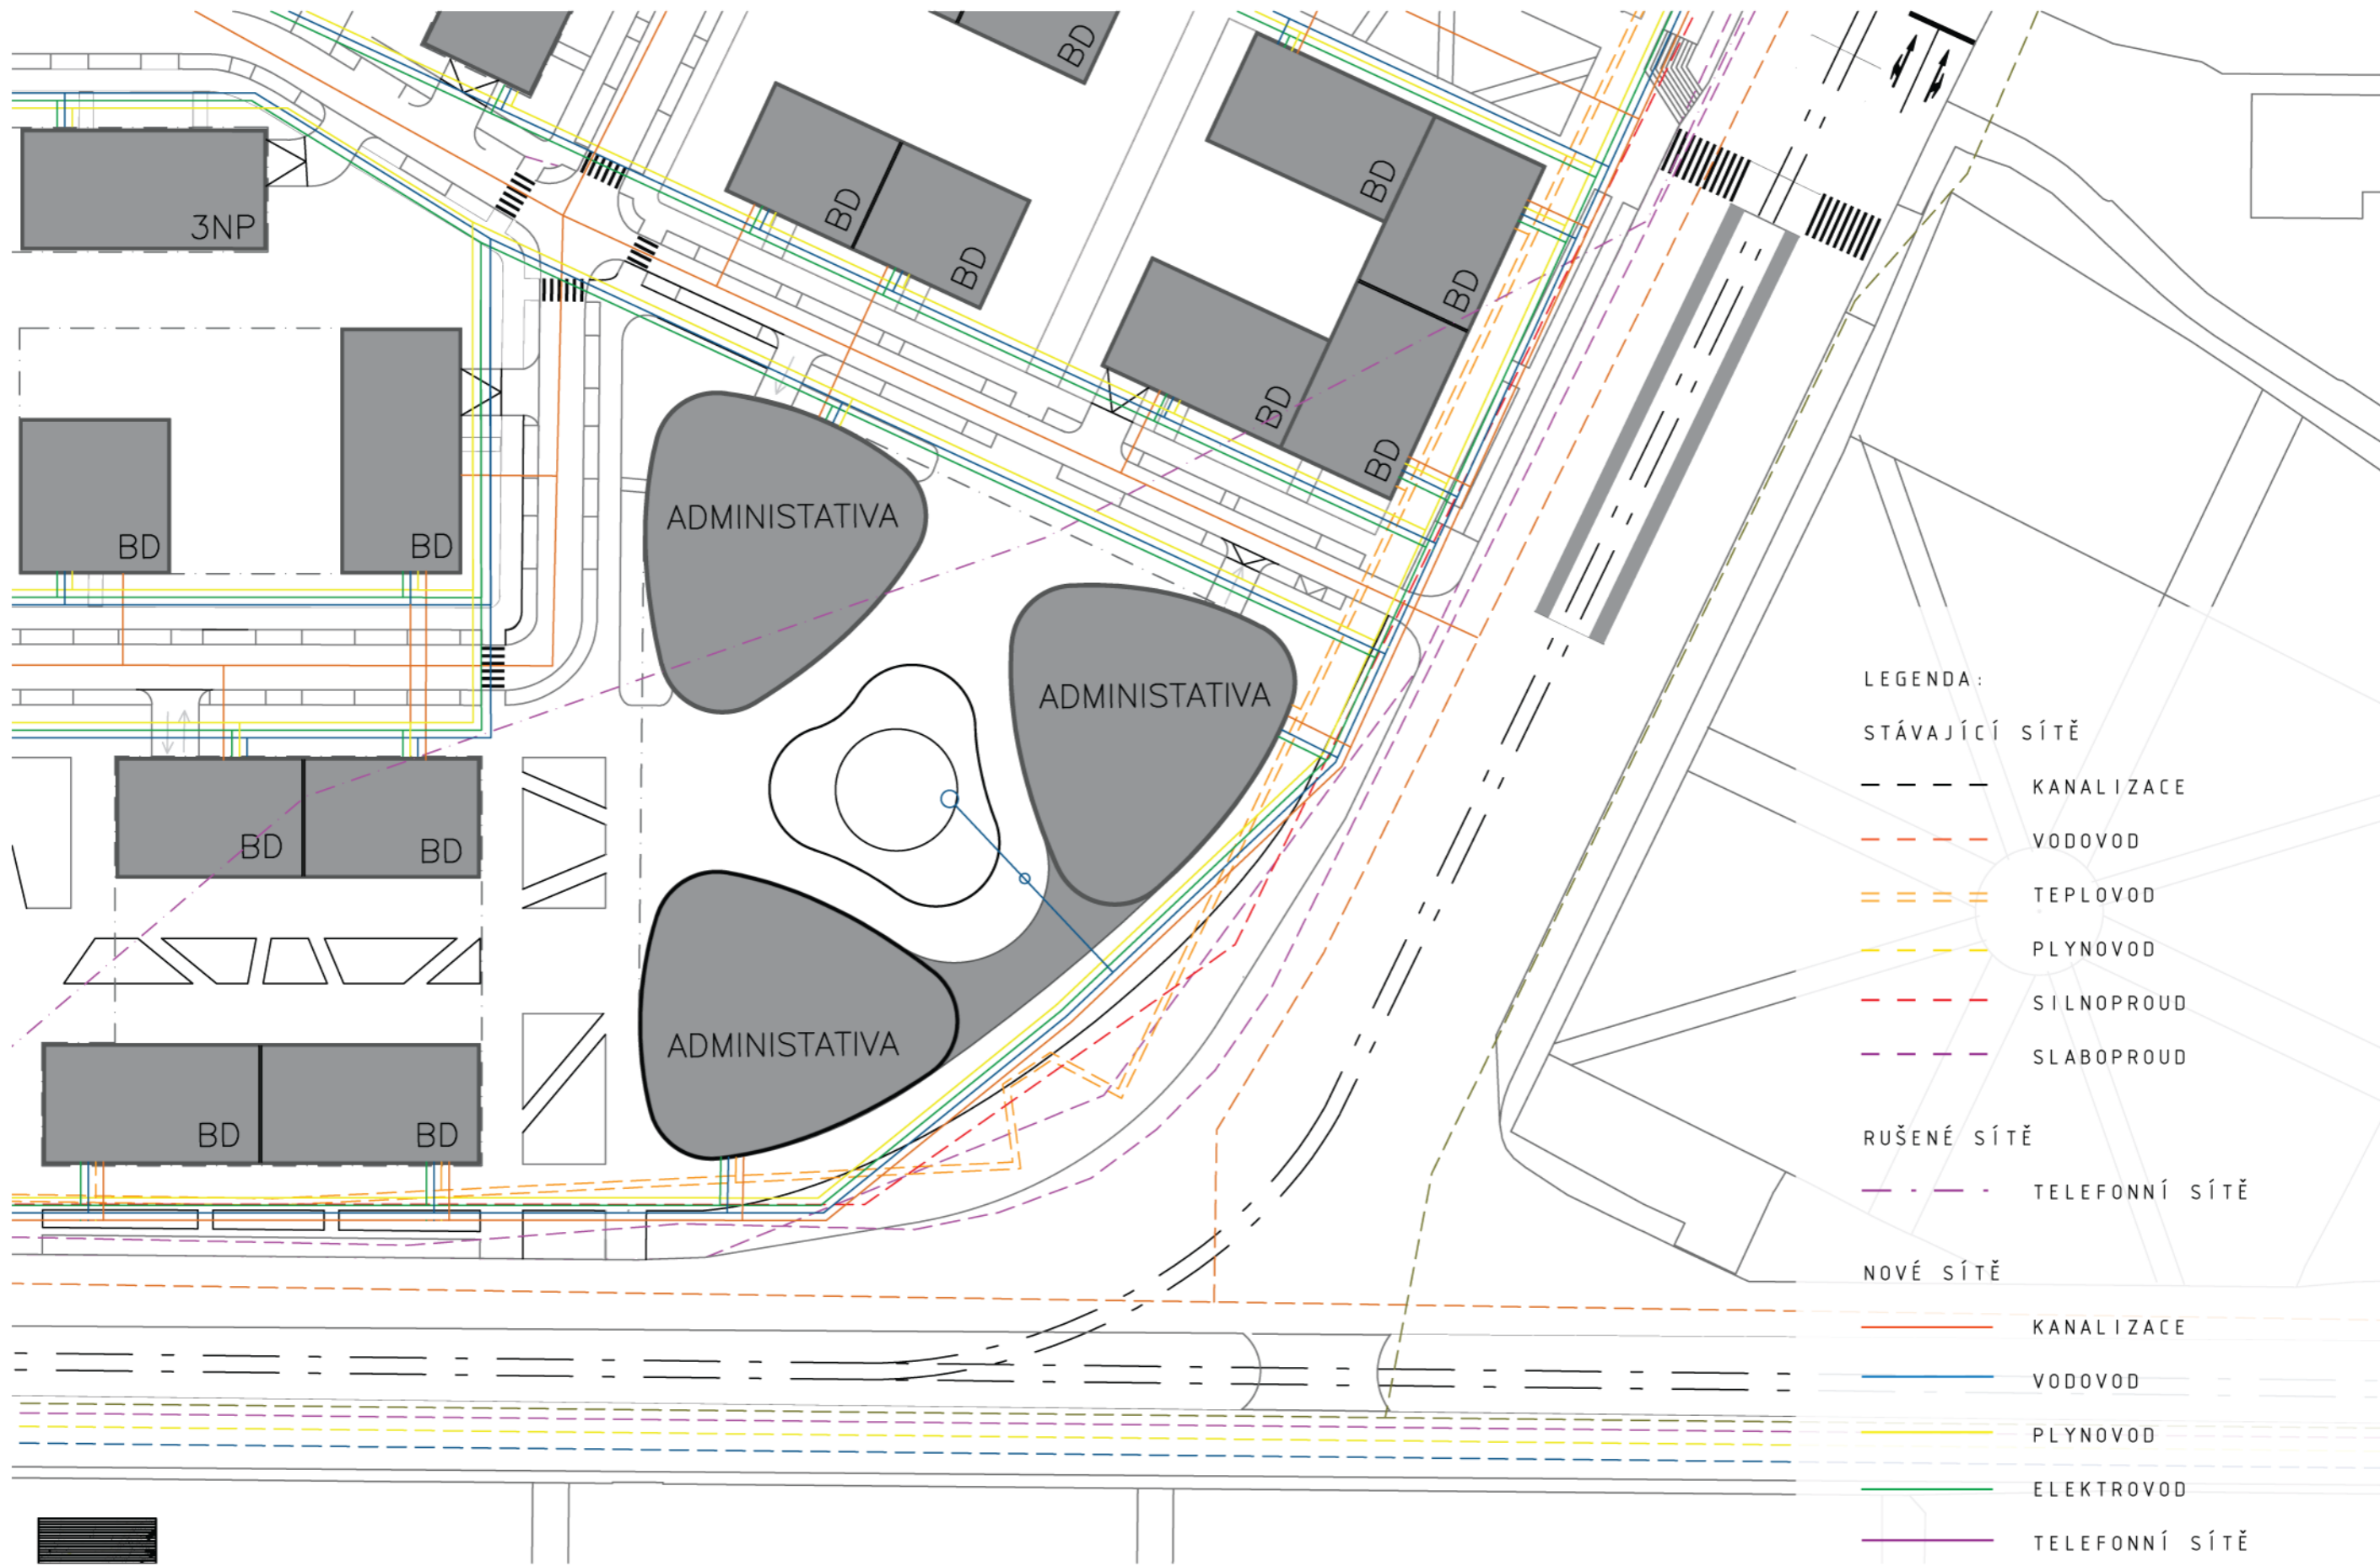 BD
BD
BD
BD
3NP
BD
BD
BD
BD
ADMINISTATIVA
BD
BD
ADMINISTATIVA
BD
BD
ADMINISTATIVA
BD
BD
LEGENDA:
STÁVAJÍCÍ SÍTĚ
KANALIZACE
VODOVOD
TEPLOVOD
PLYNOVOD
SILNOPROUD
SLABOPROUD
RUŠENÉ SÍTĚ
TELEFONNÍ SÍTĚ
NOVÉ SÍTĚ
KANALIZACE
VODOVOD
PLYNOVOD
ELEKTROVOD
TELEFONNÍ SÍTĚ